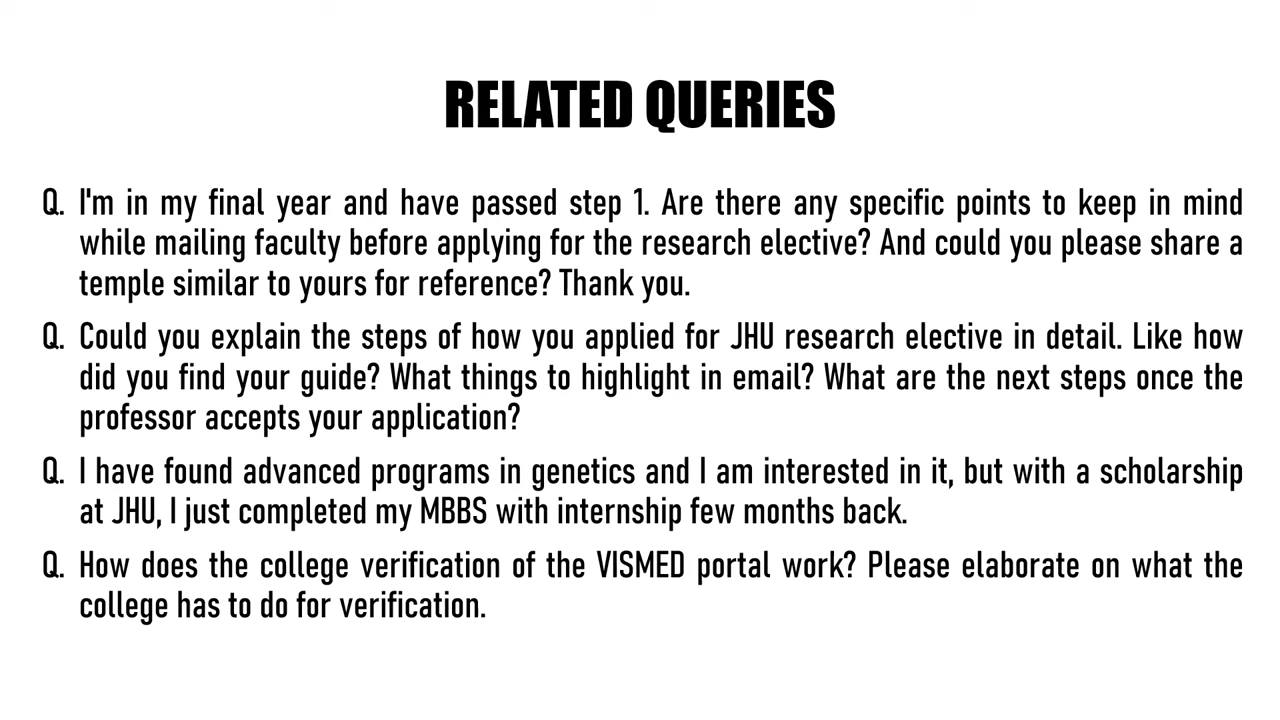 RELATED QUERIES
Q. I'm in my final year and have passed step 1. Are there any specific points to keep in mind
while mailing faculty before applying for the research elective? And could you please share a
temple similar to yours for reference? Thank you.
Q. Could you explain the steps of how you applied for JHU research elective in detail. Like how
did you find your guide? What things to highlight in email? What are the next steps once the
professor accepts your application?
Q. I have found advanced programs in genetics and I am interested in it, but with a scholarship
at JHU, I just completed my MBBS with internship few months back.
Q. How does the college verification of the VISMED portal work? Please elaborate on what the
college has to do for verification.